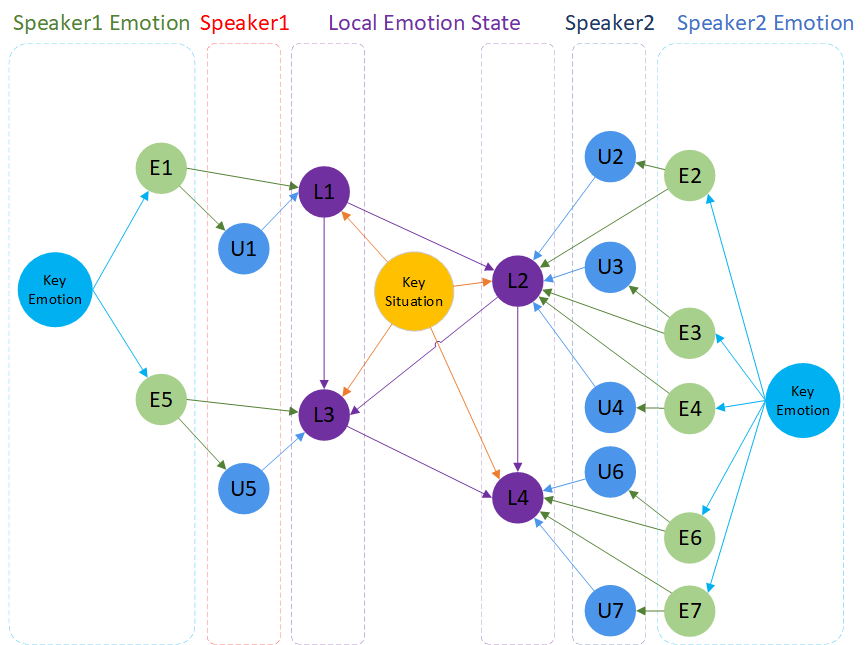 Speaker1 Emotion
Speaker1
Local Emotion State
Speaker2
Speaker2 Emotion
E1
U1
L1
U2
E2
Key
Emotion
Key
Situation
L2
U3
E3
E5
U5
L3
U4
E4
Key
Emotion
L4
U6
E6
U7
E7